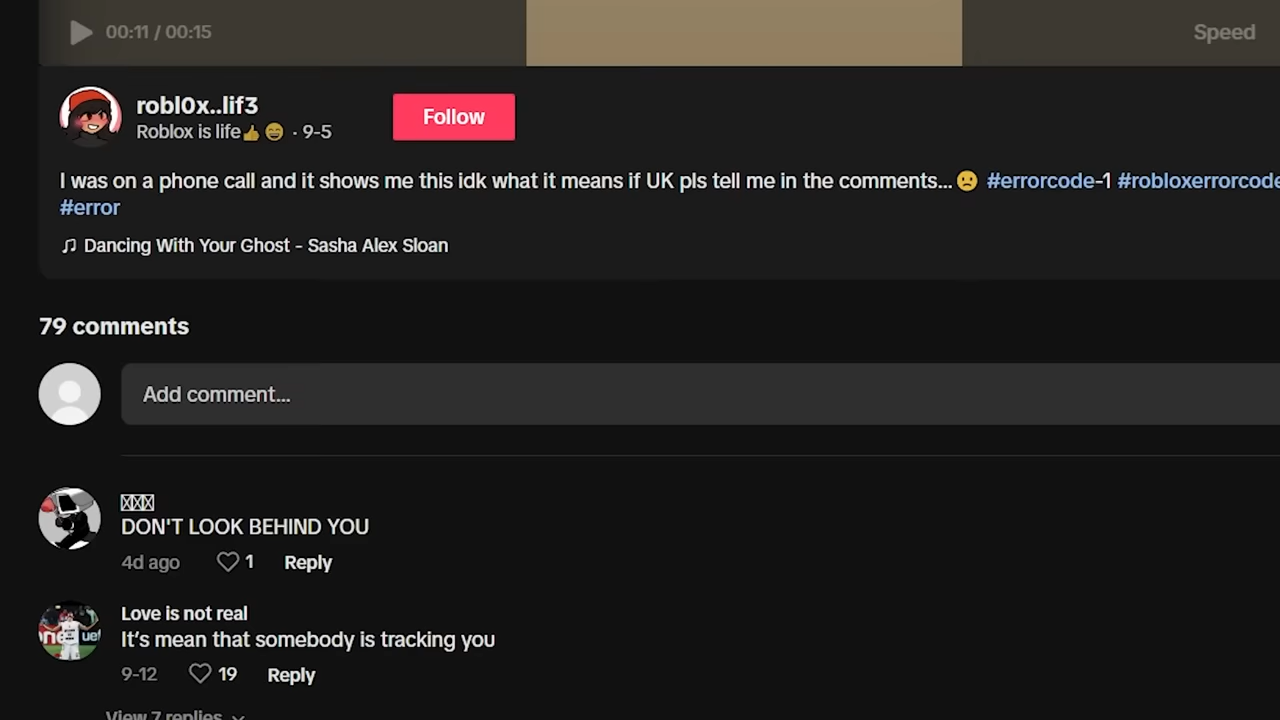 00:11 / 00:15
Speed
robl0x..lif3
Roblox is life👍😄 · 9-5
Follow
I was on a phone call and it shows me this idk what it means if UK pls tell me in the comments...🙁 #errorcode-1 #robloxerrorcode
#error
♫ Dancing With Your Ghost - Sasha Alex Sloan
79 comments
Add comment...
DON'T LOOK BEHIND YOU
4d ago 1 Reply
Love is not real
It's mean that somebody is tracking you
9-12 19 Reply
View 7 replies